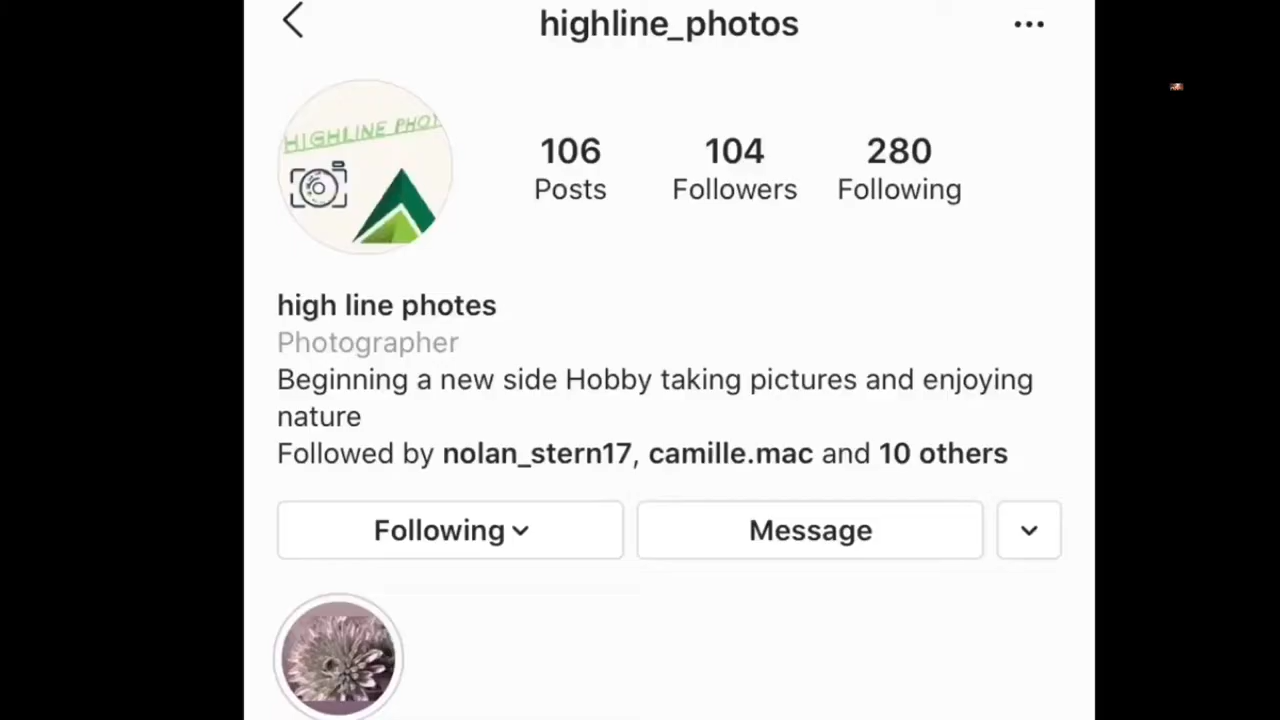 highline_photos
HIGHLINE PHOT
106 104 280
Posts Followers Following
high line photes
Photographer
Beginning a new side Hobby taking pictures and enjoying
nature
Followed by nolan_stern17, camille.mac and 10 others
Following Message